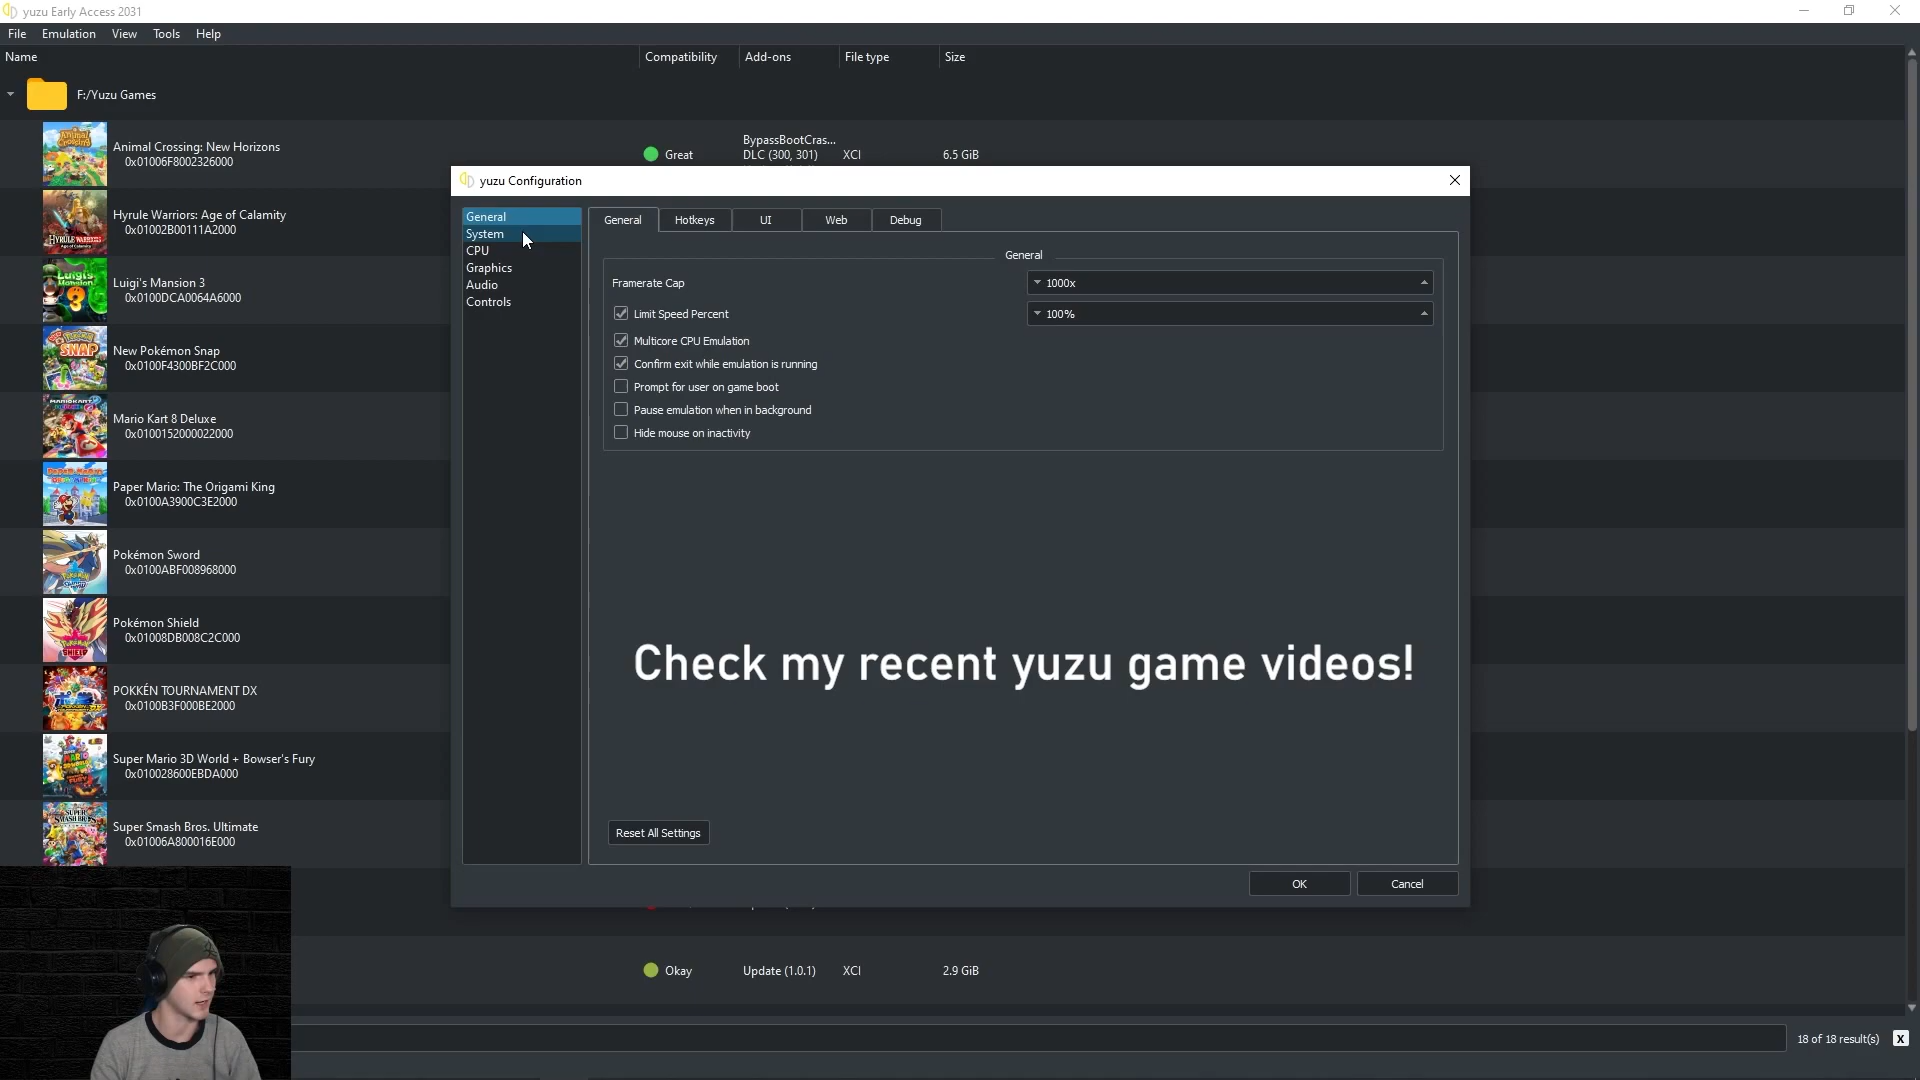 yuzu Early Access 2031
File Emulation View Tools Help
Name Compatibility Add-ons File type Size
F:/Yuzu Games
Animal Crossing: New Horizons
0x01006F8002326000
Great
BypassBootCras...
DLC (300, 301)
XCI
6.5 GiB
Hyrule Warriors: Age of Calamity
0x01002B00111A2000
Luigi's Mansion 3
0x0100DCA0064A6000
New Pokémon Snap
0x0100F4300BF2C000
Mario Kart 8 Deluxe
0x0100152000022000
Paper Mario: The Origami King
0x0100A3900C3E2000
Pokémon Sword
0x0100ABF008968000
Pokémon Shield
0x01008DB008C2C000
POKKÉN TOURNAMENT DX
0x0100B3F000BE2000
Super Mario 3D World + Bowser's Fury
0x010028600EBDA000
Super Smash Bros. Ultimate
0x01006A800016E000
Okay Update (1.0.1) XCI 2.9 GiB
18 of 18 result(s) X
yuzu Configuration
General
System
CPU
Graphics
Audio
Controls
General Hotkeys UI Web Debug
General
Framerate Cap 1000x
Limit Speed Percent 100%
Multicore CPU Emulation
Confirm exit while emulation is running
Prompt for user on game boot
Pause emulation when in background
Hide mouse on inactivity
Check my recent yuzu game videos!
Reset All Settings
OK Cancel